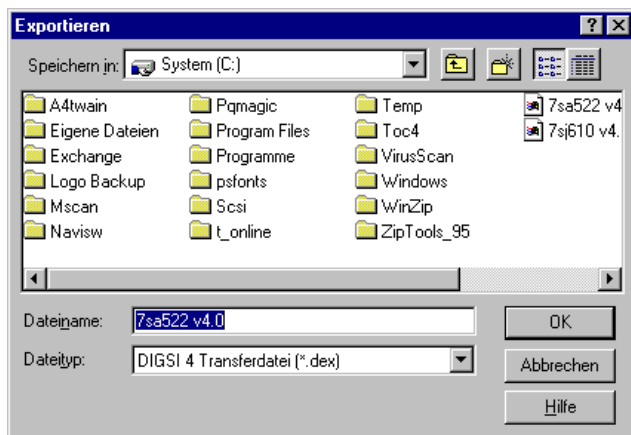 Exportieren
Speichern in: System (C:)
A4twain
Eigene Dateien
Exchange
Logo Backup
Mscan
Navisw
Pqmagic
Program Files
Programme
psfonts
Scsi
t_online
Temp
Toc4
VirusScan
Windows
WinZip
ZipTools_95
7sa522 v4
7sj610 v4.
Dateiname: 7sa522 v4.0
OK
Dateityp: DIGSI 4 Transferdatei (*.dex)
Abbrechen
Hilfe